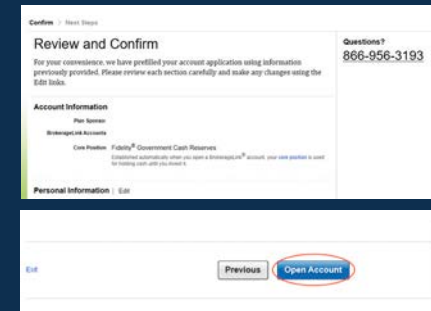 Confirm > Next Steps
Review and Confirm
For your convenience, we have prefilled your account application using information
previously provided. Please review each section carefully and make any changes using the
Edit links.
Questions?
866-956-3193
Account Information
Plan Sponsor
BrokerageLink Accounts
Core Position Fidelity® Government Cash Reserves
Established automatically when you open a BrokerageLink® account, your core position is used
for holding cash until you invest it.
Personal Information | Edit
Exit
Previous
Open Account